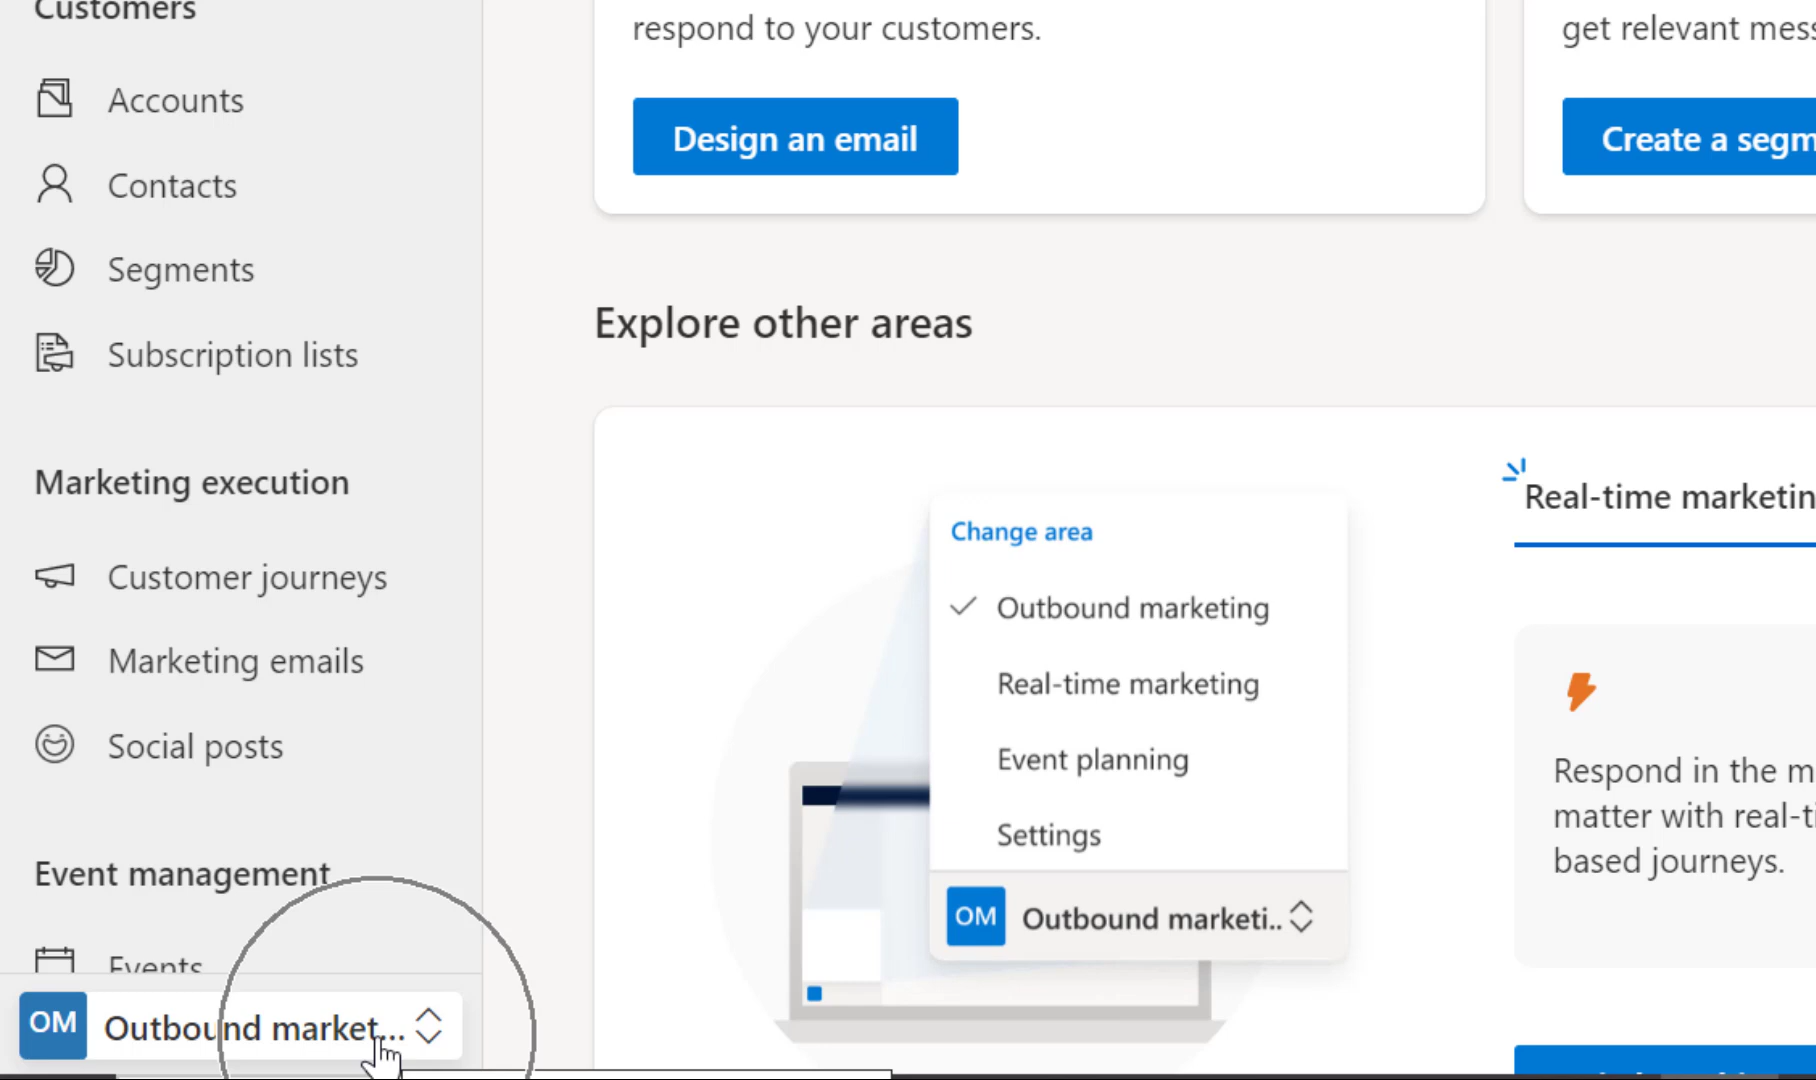 Customers
Accounts
Contacts
Segments
Subscription lists
Marketing execution
Customer journeys
Marketing emails
Social posts
Event management
Events
OM Outbound market...
respond to your customers.
Design an email
get relevant mess
Create a segm
Explore other areas
Change area
Outbound marketing
Real-time marketing
Event planning
Settings
OM Outbound marketi..
Real-time marketin
Respond in the m
matter with real-ti
based journeys.